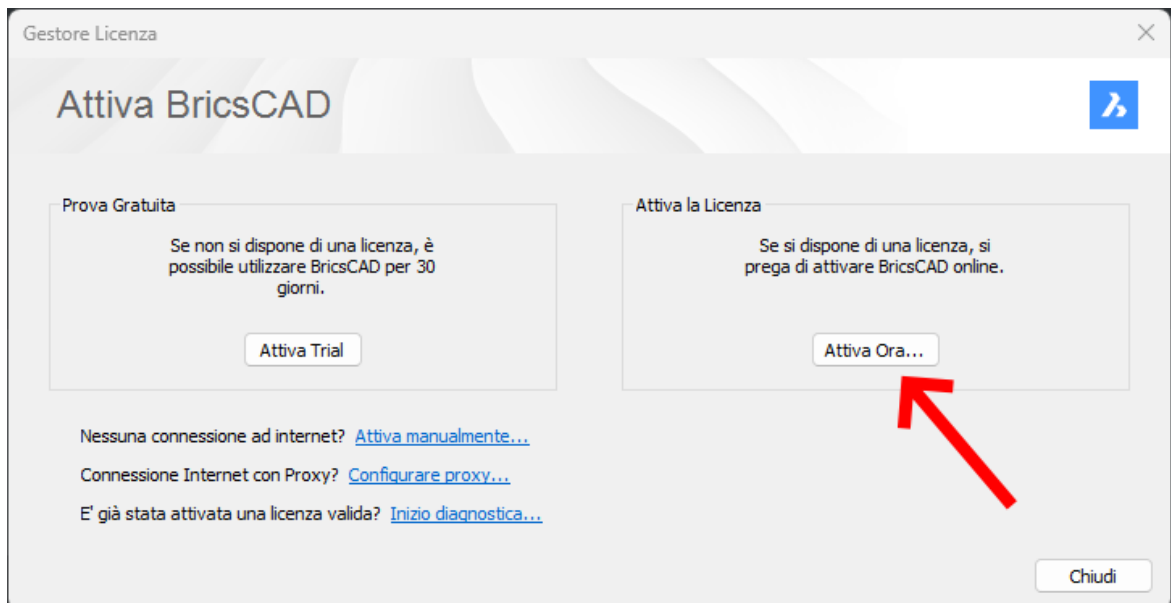 Gestore Licenza
Attiva BricsCAD
Prova Gratuita
Se non si dispone di una licenza, è
possibile utilizzare BricsCAD per 30
giorni.
Attiva Trial
Attiva la Licenza
Se si dispone di una licenza, si
prega di attivare BricsCAD online.
Attiva Ora...
Nessuna connessione ad internet? Attiva manualmente...
Connessione Internet con Proxy? Configurare proxy...
E' già stata attivata una licenza valida? Inizio diagnostica...
Chiudi